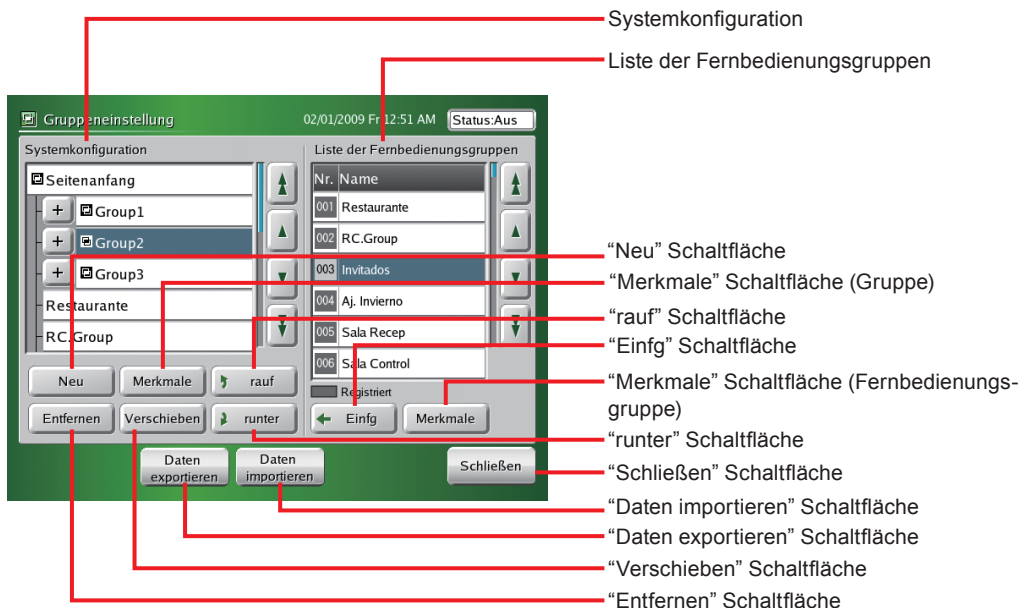 Systemkonfiguration
Liste der Fernbedienungsgruppen
Gruppeneinstellung
02/01/2009 Fr 12:51 AM
Status:Aus
Systemkonfiguration
Liste der Fernbedienungsgruppen
Seitenanfang
+ Group1
+ Group2
+ Group3
Restaurante
RC.Group
Nr. Name
001 Restaurante
002 RC.Group
003 Invitados
004 Aj. Invierno
005 Sala Recep
006 Sala Control
Registriert
Neu
Merkmale
rauf
Entfernen
Verschieben
runter
Einfg
Merkmale
Daten
exportieren
Daten
importieren
Schließen
“Neu” Schaltfläche
“Merkmale” Schaltfläche (Gruppe)
“rauf” Schaltfläche
“Einfg” Schaltfläche
“Merkmale” Schaltfläche (Fernbedienungs-
gruppe)
“runter” Schaltfläche
“Schließen” Schaltfläche
“Daten importieren” Schaltfläche
“Daten exportieren” Schaltfläche
“Verschieben” Schaltfläche
“Entfernen” Schaltfläche